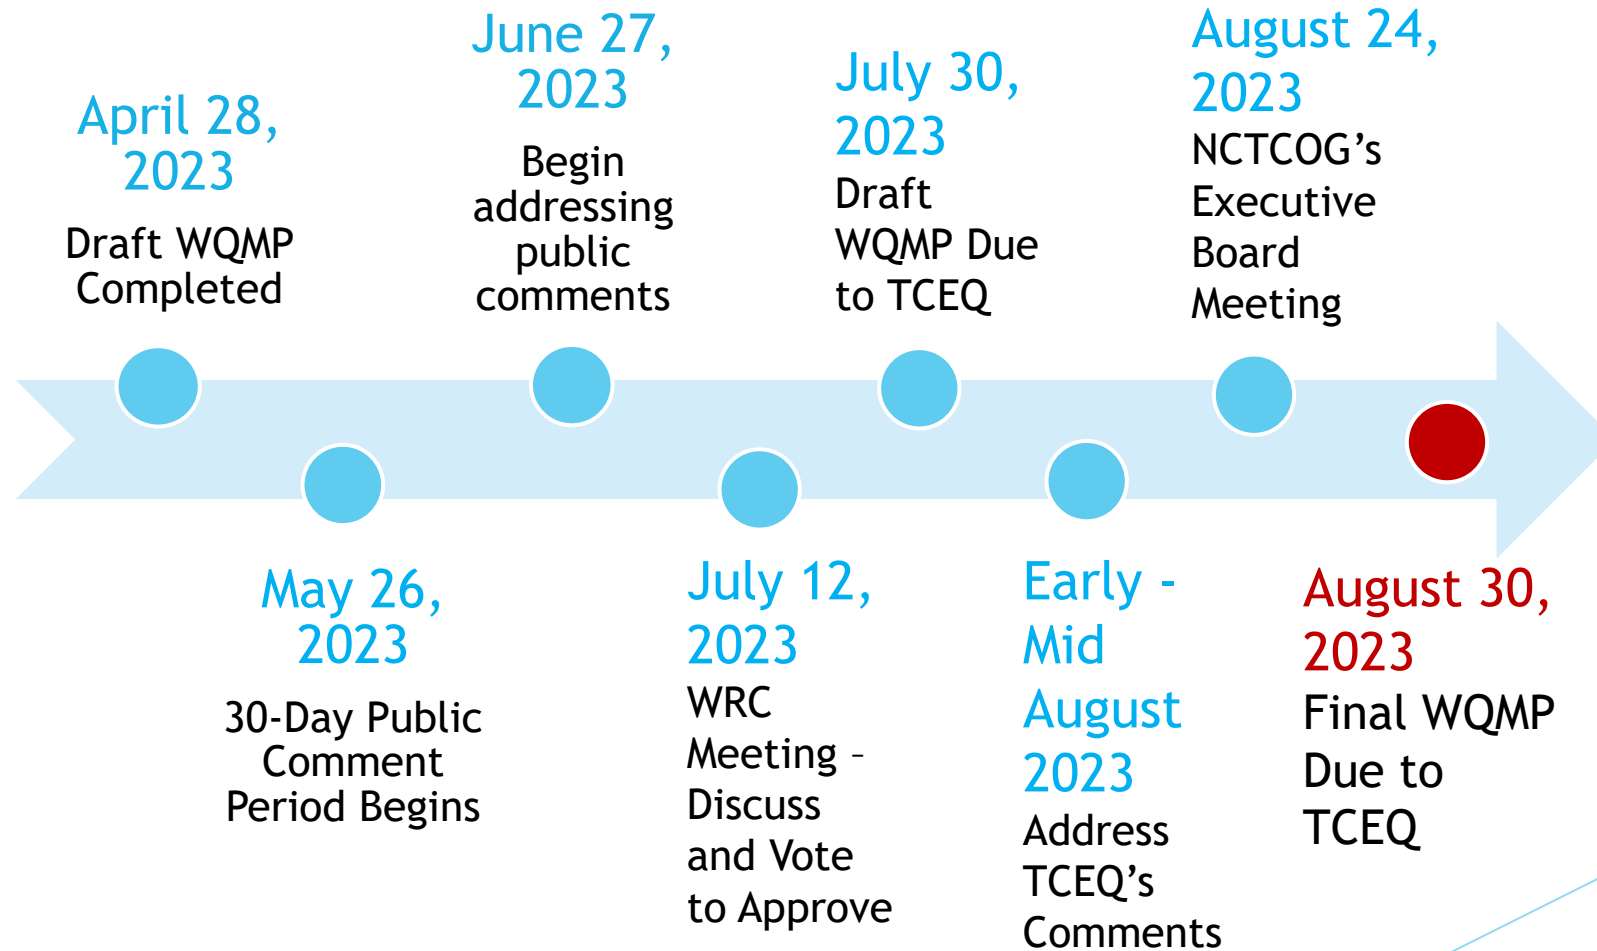 April 28,
2023
Draft WQMP
Completed
May 26,
2023
30-Day Public
Comment
Period Begins
June 27,
2023
Begin
addressing
public
comments
July 12,
2023
WRC
Meeting –
Discuss
and Vote
to Approve
July 30,
2023
Draft
WQMP Due
to TCEQ
Early -
Mid
August
2023
Address
TCEQ’s
Comments
August 24,
2023
NCTCOG’s
Executive
Board
Meeting
August 30,
2023
Final WQMP
Due to
TCEQ